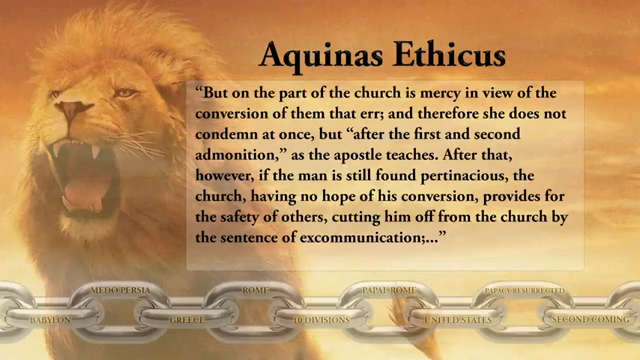 Aquinas Ethicus
“But on the part of the church is mercy in view of the
conversion of them that err; and therefore she does not
condemn at once, but “after the first and second
admonition,” as the apostle teaches. After that,
however, if the man is still found pertinacious, the
church, having no hope of his conversion, provides for
the safety of others, cutting him off from the church by
the sentence of excommunication;...”
MEDO-PERSIA ROME PAPAL ROME PAPACY RESURRECTED
BABYLON GREECE 10 DIVISIONS UNITED STATES SECOND COMING